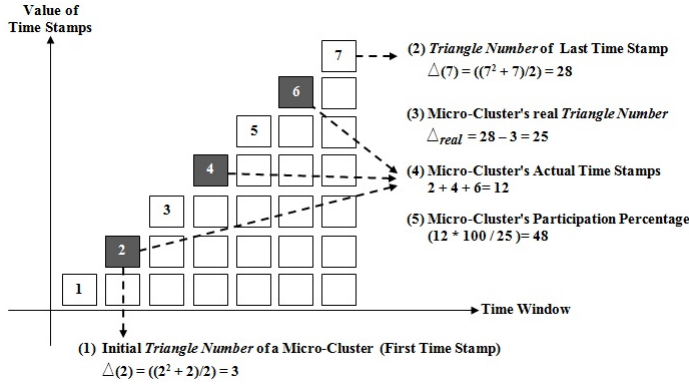 Value of
Time Stamps
7
(2) Triangle Number of Last Time Stamp
△(7) = ((7² + 7)/2) = 28
6
(3) Micro-Cluster's real Triangle Number
△real = 28 – 3 = 25
5
4
(4) Micro-Cluster's Actual Time Stamps
2 + 4 + 6= 12
3
(5) Micro-Cluster's Participation Percentage
(12 * 100 / 25 )= 48
2
1
Time Window
(1) Initial Triangle Number of a Micro-Cluster (First Time Stamp)
△(2) = ((2² + 2)/2) = 3